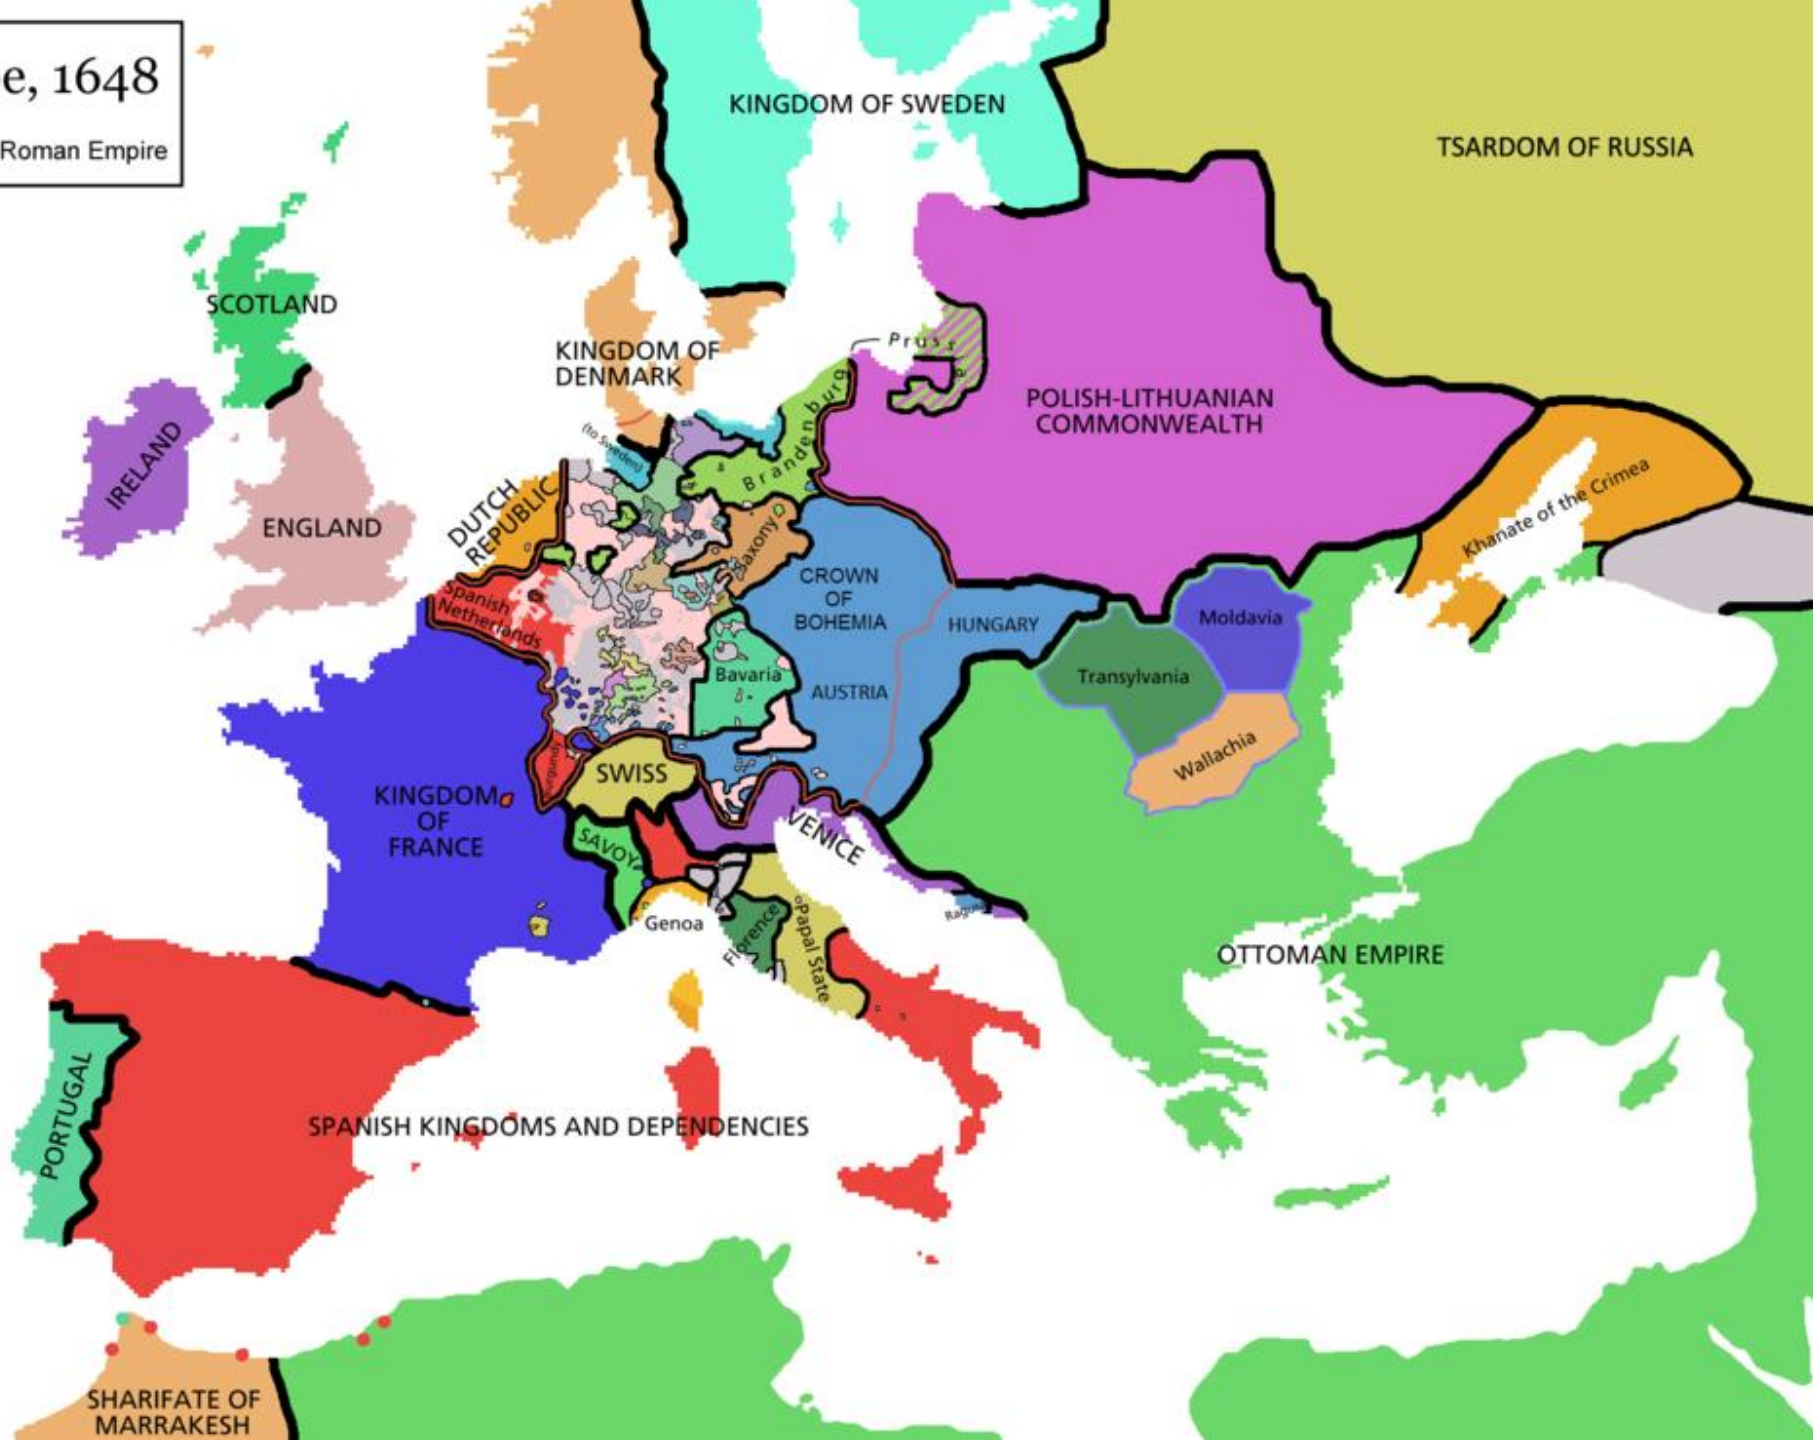 e, 1648
Roman Empire
KINGDOM OF SWEDEN
TSARDOM OF RUSSIA
SCOTLAND
KINGDOM OF
DENMARK
Prussia
IRELAND
ENGLAND
(to Sweden)
Brandenburg
POLISH-LITHUANIAN
COMMONWEALTH
DUTCH
REPUBLIC
Saxony
Khanate of the Crimea
Spanish
Netherlands
CROWN
OF
BOHEMIA
HUNGARY
Moldavia
Bavaria
AUSTRIA
Transylvania
Burgundy
SWISS
Wallachia
KINGDOM
OF
FRANCE
SAVOY
VENICE
Genoa
Florence
Papal State
Ragusa
OTTOMAN EMPIRE
PORTUGAL
SPANISH KINGDOMS AND DEPENDENCIES
SHARIFATE OF
MARRAKESH